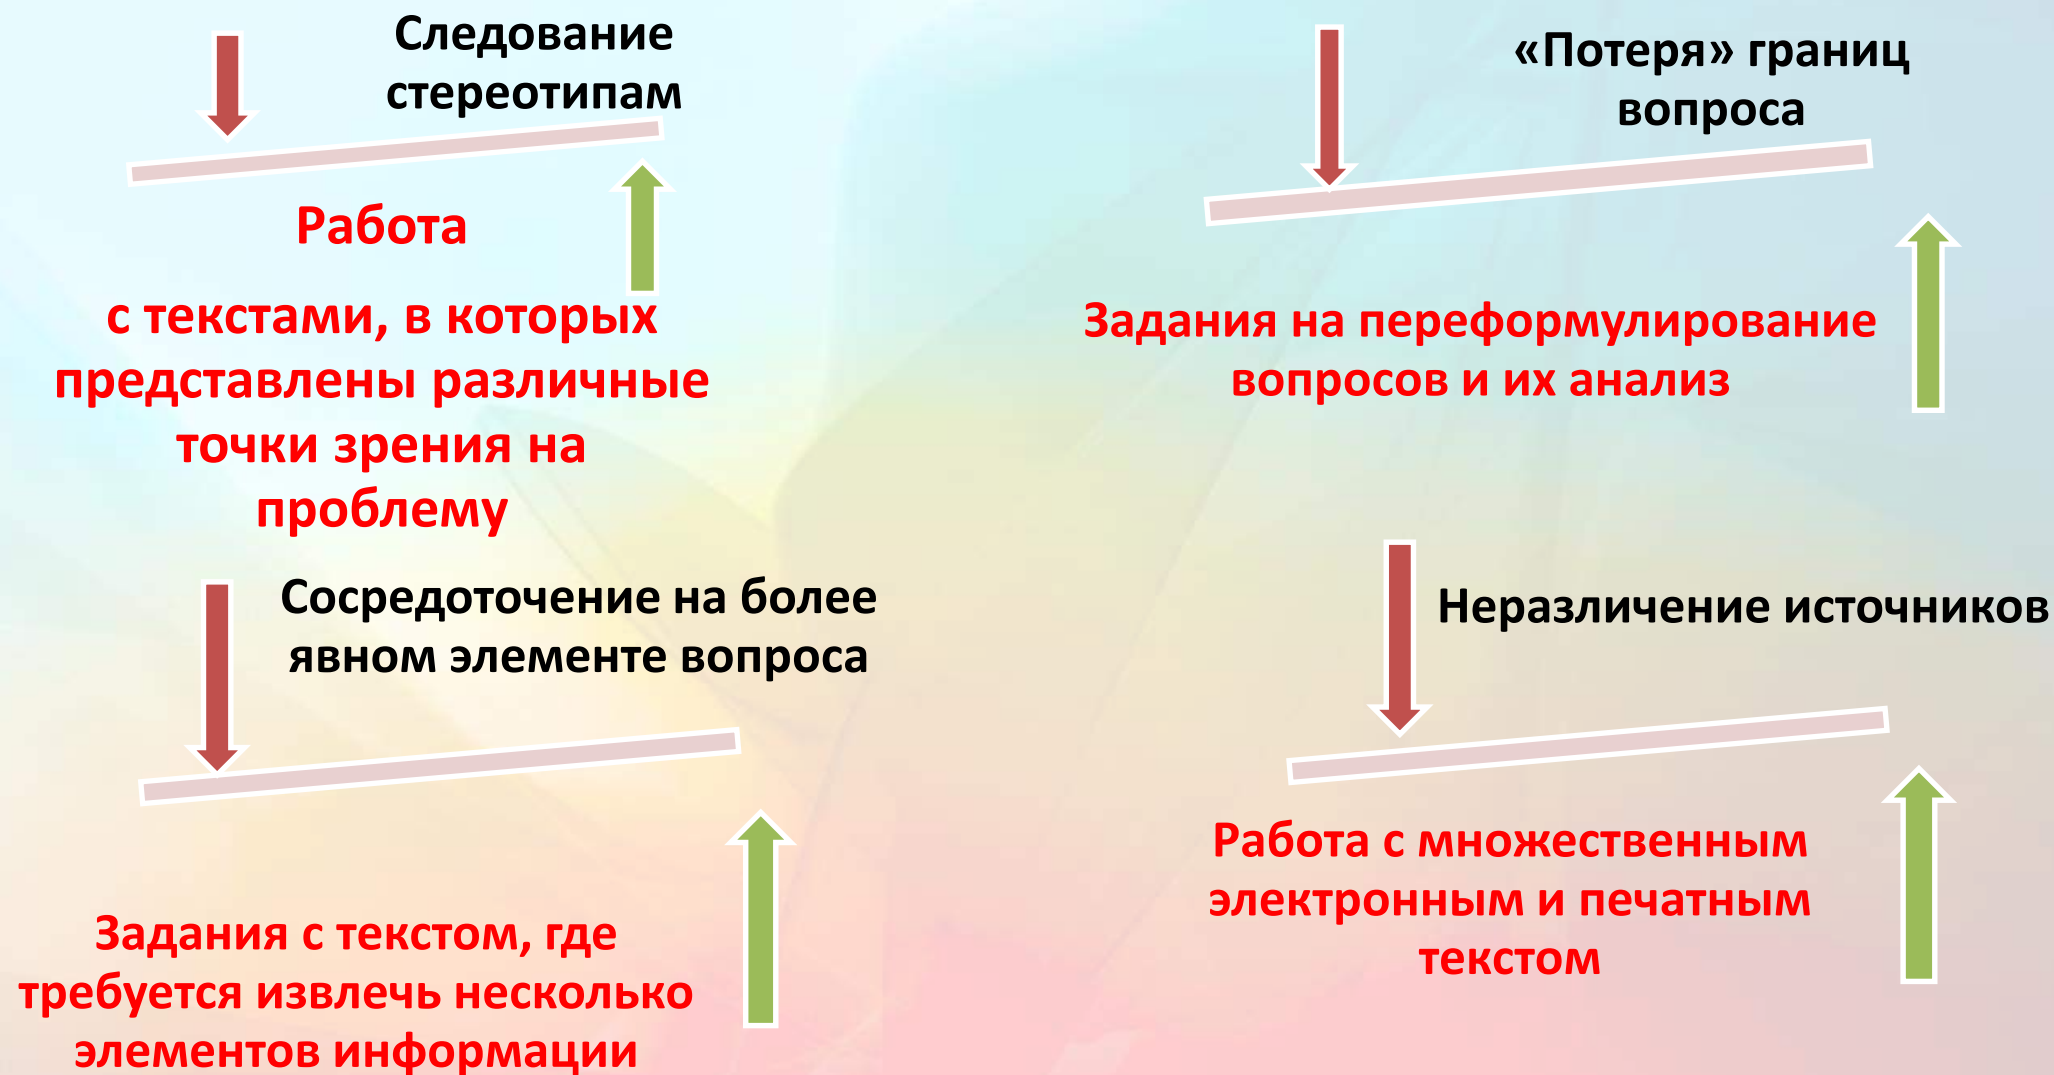 Следование
стереотипам
Работа
с текстами, в которых
представлены различные
точки зрения на
проблему
«Потеря» границ
вопроса
Задания на переформулирование
вопросов и их анализ
Сосредоточение на более
явном элементе вопроса
Задания с текстом, где
требуется извлечь несколько
элементов информации
Неразличение источников
Работа с множественным
электронным и печатным
текстом